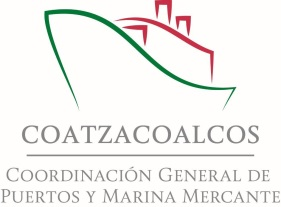 COATZACOALCOS
COORDINACIÓN GENERAL DE
PUERTOS Y MARINA MERCANTE